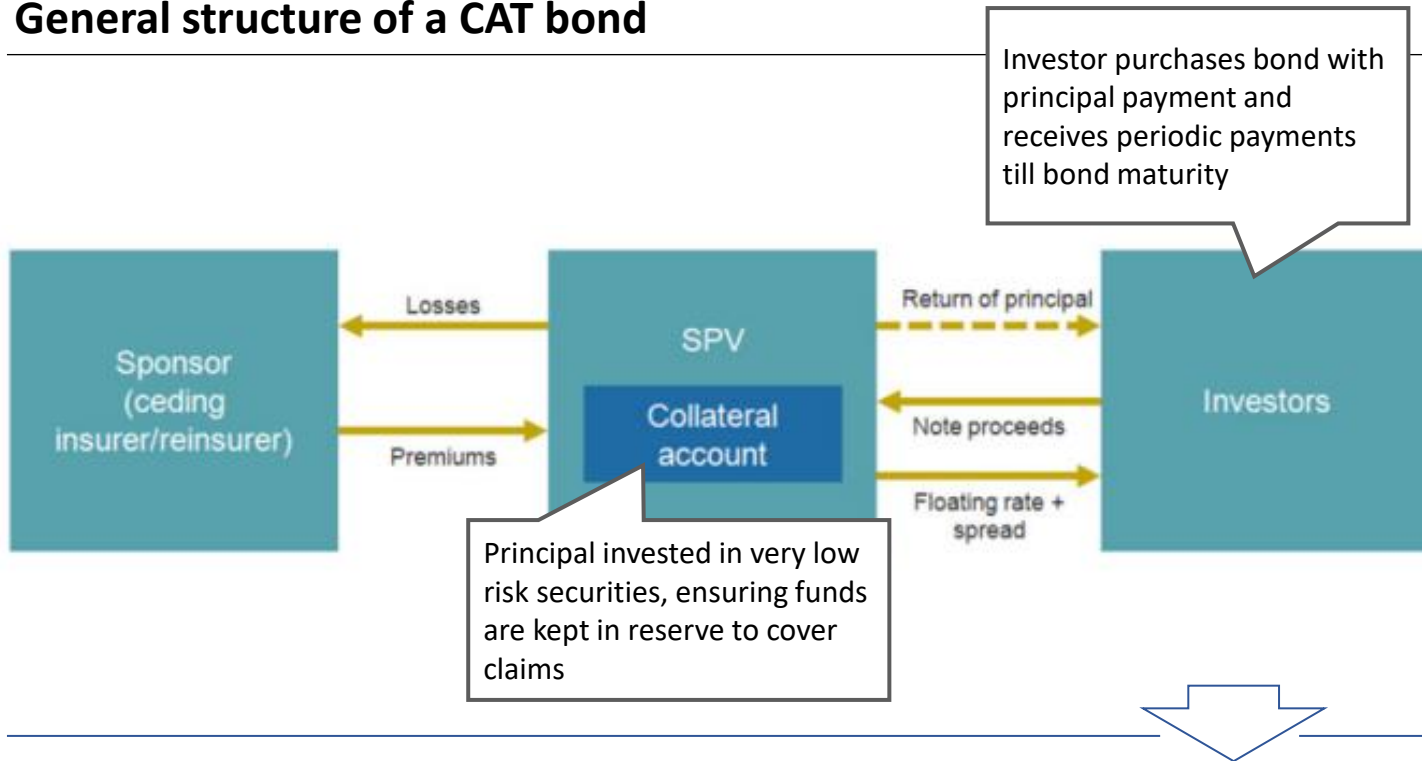 General structure of a CAT bond
Investor purchases bond with
principal payment and
receives periodic payments
till bond maturity
Sponsor
(ceding
insurer/reinsurer)
Losses
Premiums
SPV
Collateral
account
Return of principal
Note proceeds
Floating rate +
spread
Investors
Principal invested in very low
risk securities, ensuring funds
are kept in reserve to cover
claims